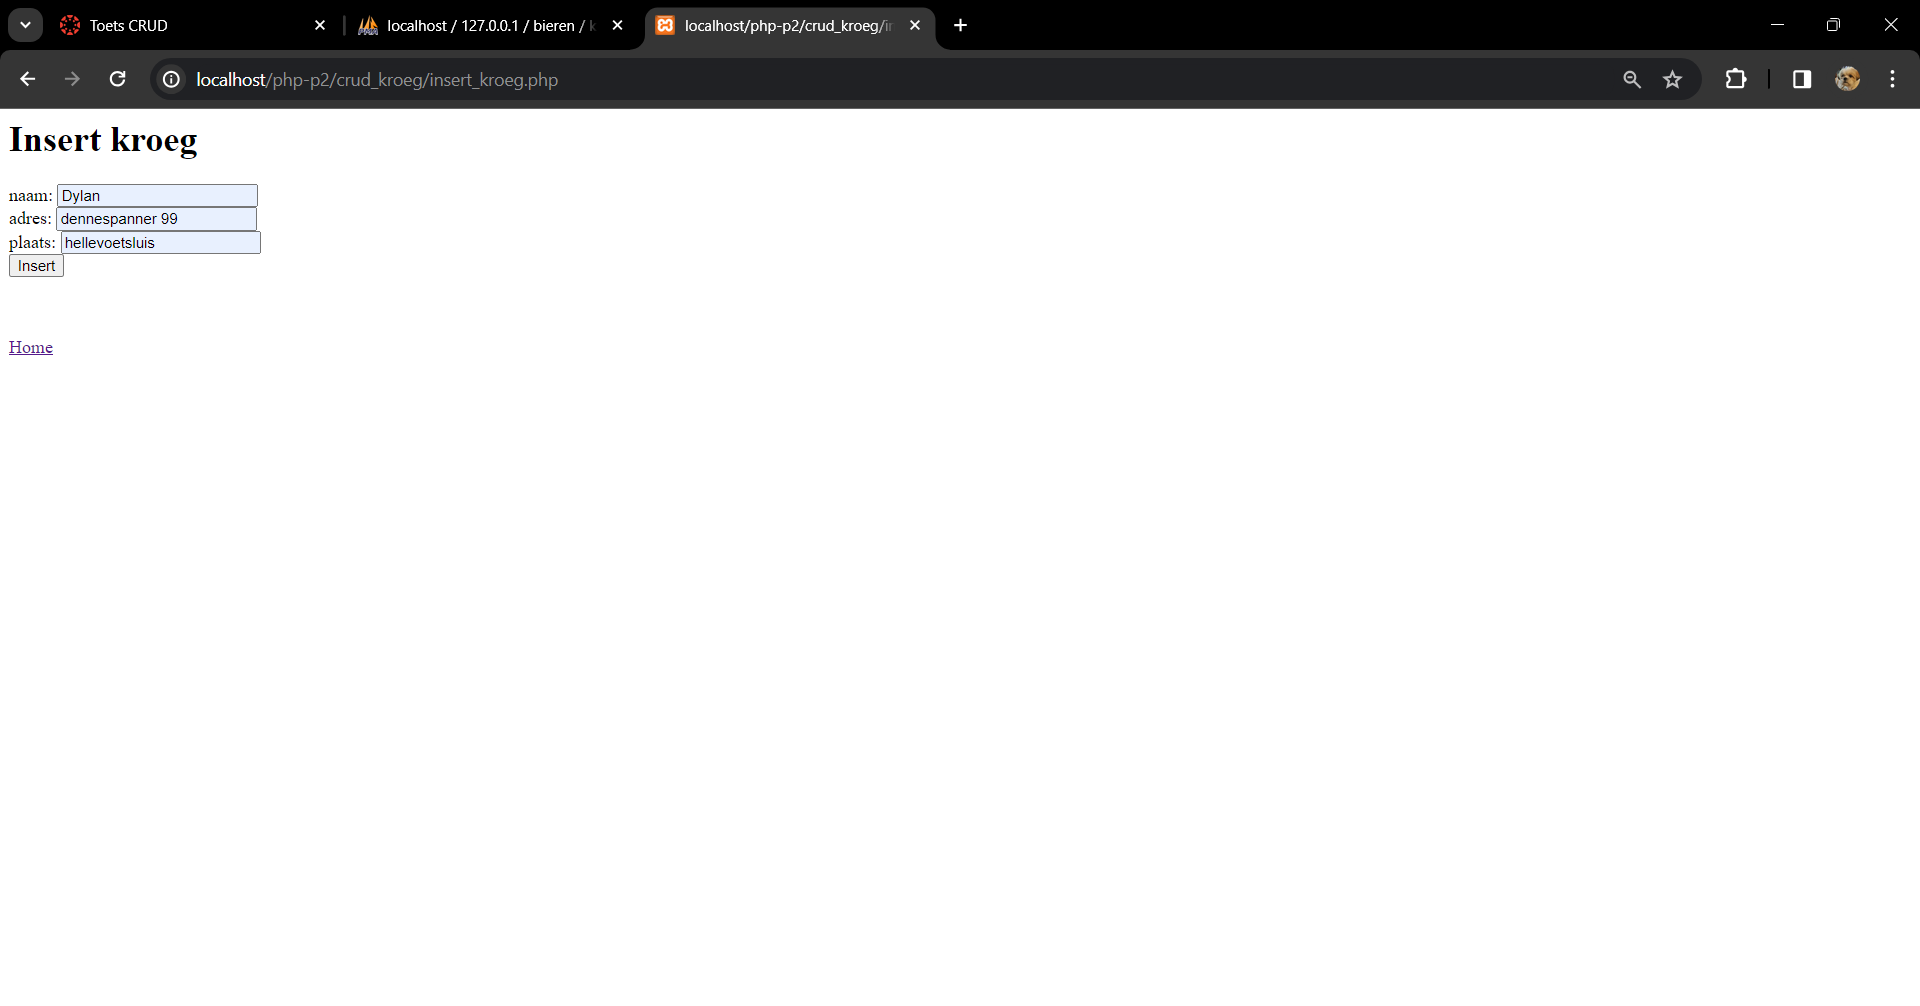 Toets CRUD
localhost / 127.0.0.1 / bieren / k
localhost/php-p2/crud_kroeg/in
localhost/php-p2/crud_kroeg/insert_kroeg.php
Insert kroeg
naam: Dylan
adres: dennespanner 99
plaats: hellevoetsluis
Insert
Home